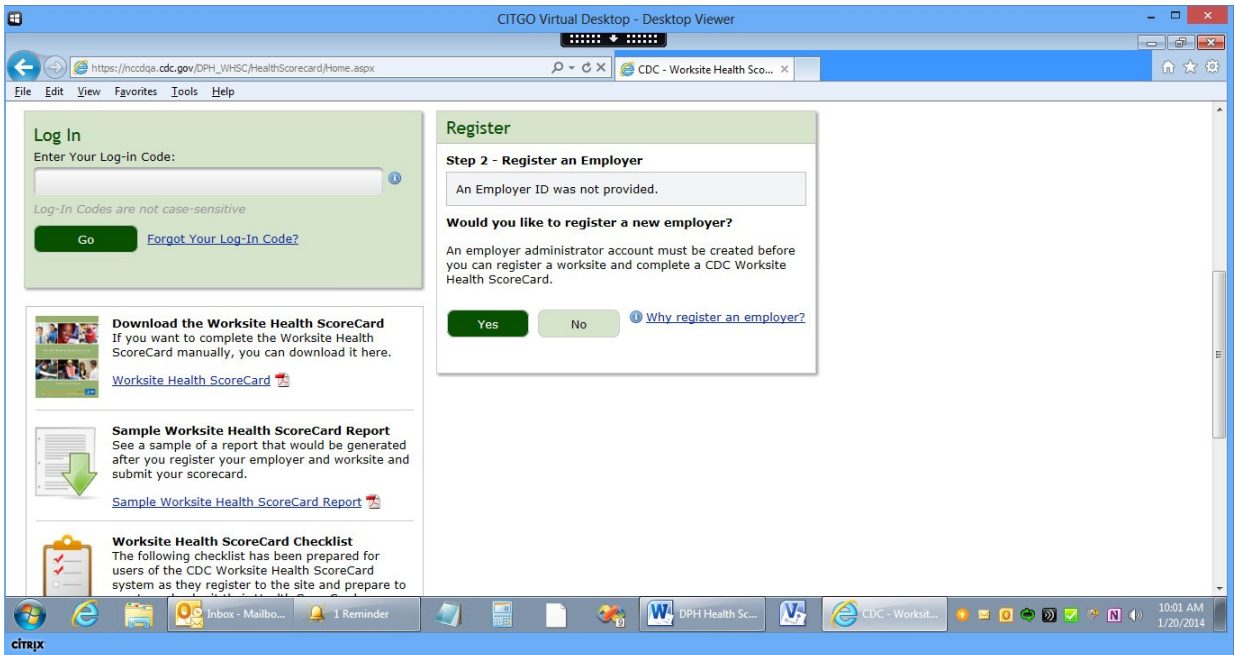 CITGO Virtual Desktop - Desktop Viewer
https://nccdqa.cdc.gov/DPH_WHSC/HealthScorecard/Home.aspx
CDC - Worksite Health Sco...
File Edit View Favorites Tools Help
Log In
Enter Your Log-in Code:
Log-In Codes are not case-sensitive
Go Forgot Your Log-In Code?
Download the Worksite Health ScoreCard
If you want to complete the Worksite Health
ScoreCard manually, you can download it here.
Worksite Health ScoreCard
Sample Worksite Health ScoreCard Report
See a sample of a report that would be generated
after you register your employer and worksite and
submit your scorecard.
Sample Worksite Health ScoreCard Report
Worksite Health ScoreCard Checklist
The following checklist has been prepared for
users of the CDC Worksite Health ScoreCard
system as they register to the site and prepare to
Register
Step 2 - Register an Employer
An Employer ID was not provided.
Would you like to register a new employer?
An employer administrator account must be created before
you can register a worksite and complete a CDC Worksite
Health ScoreCard.
Yes No Why register an employer?
Inbox - Mailbo... 1 Reminder DPH Health Sc... CDC - Worksit... 10:01 AM
1/20/2014
CİTRIX